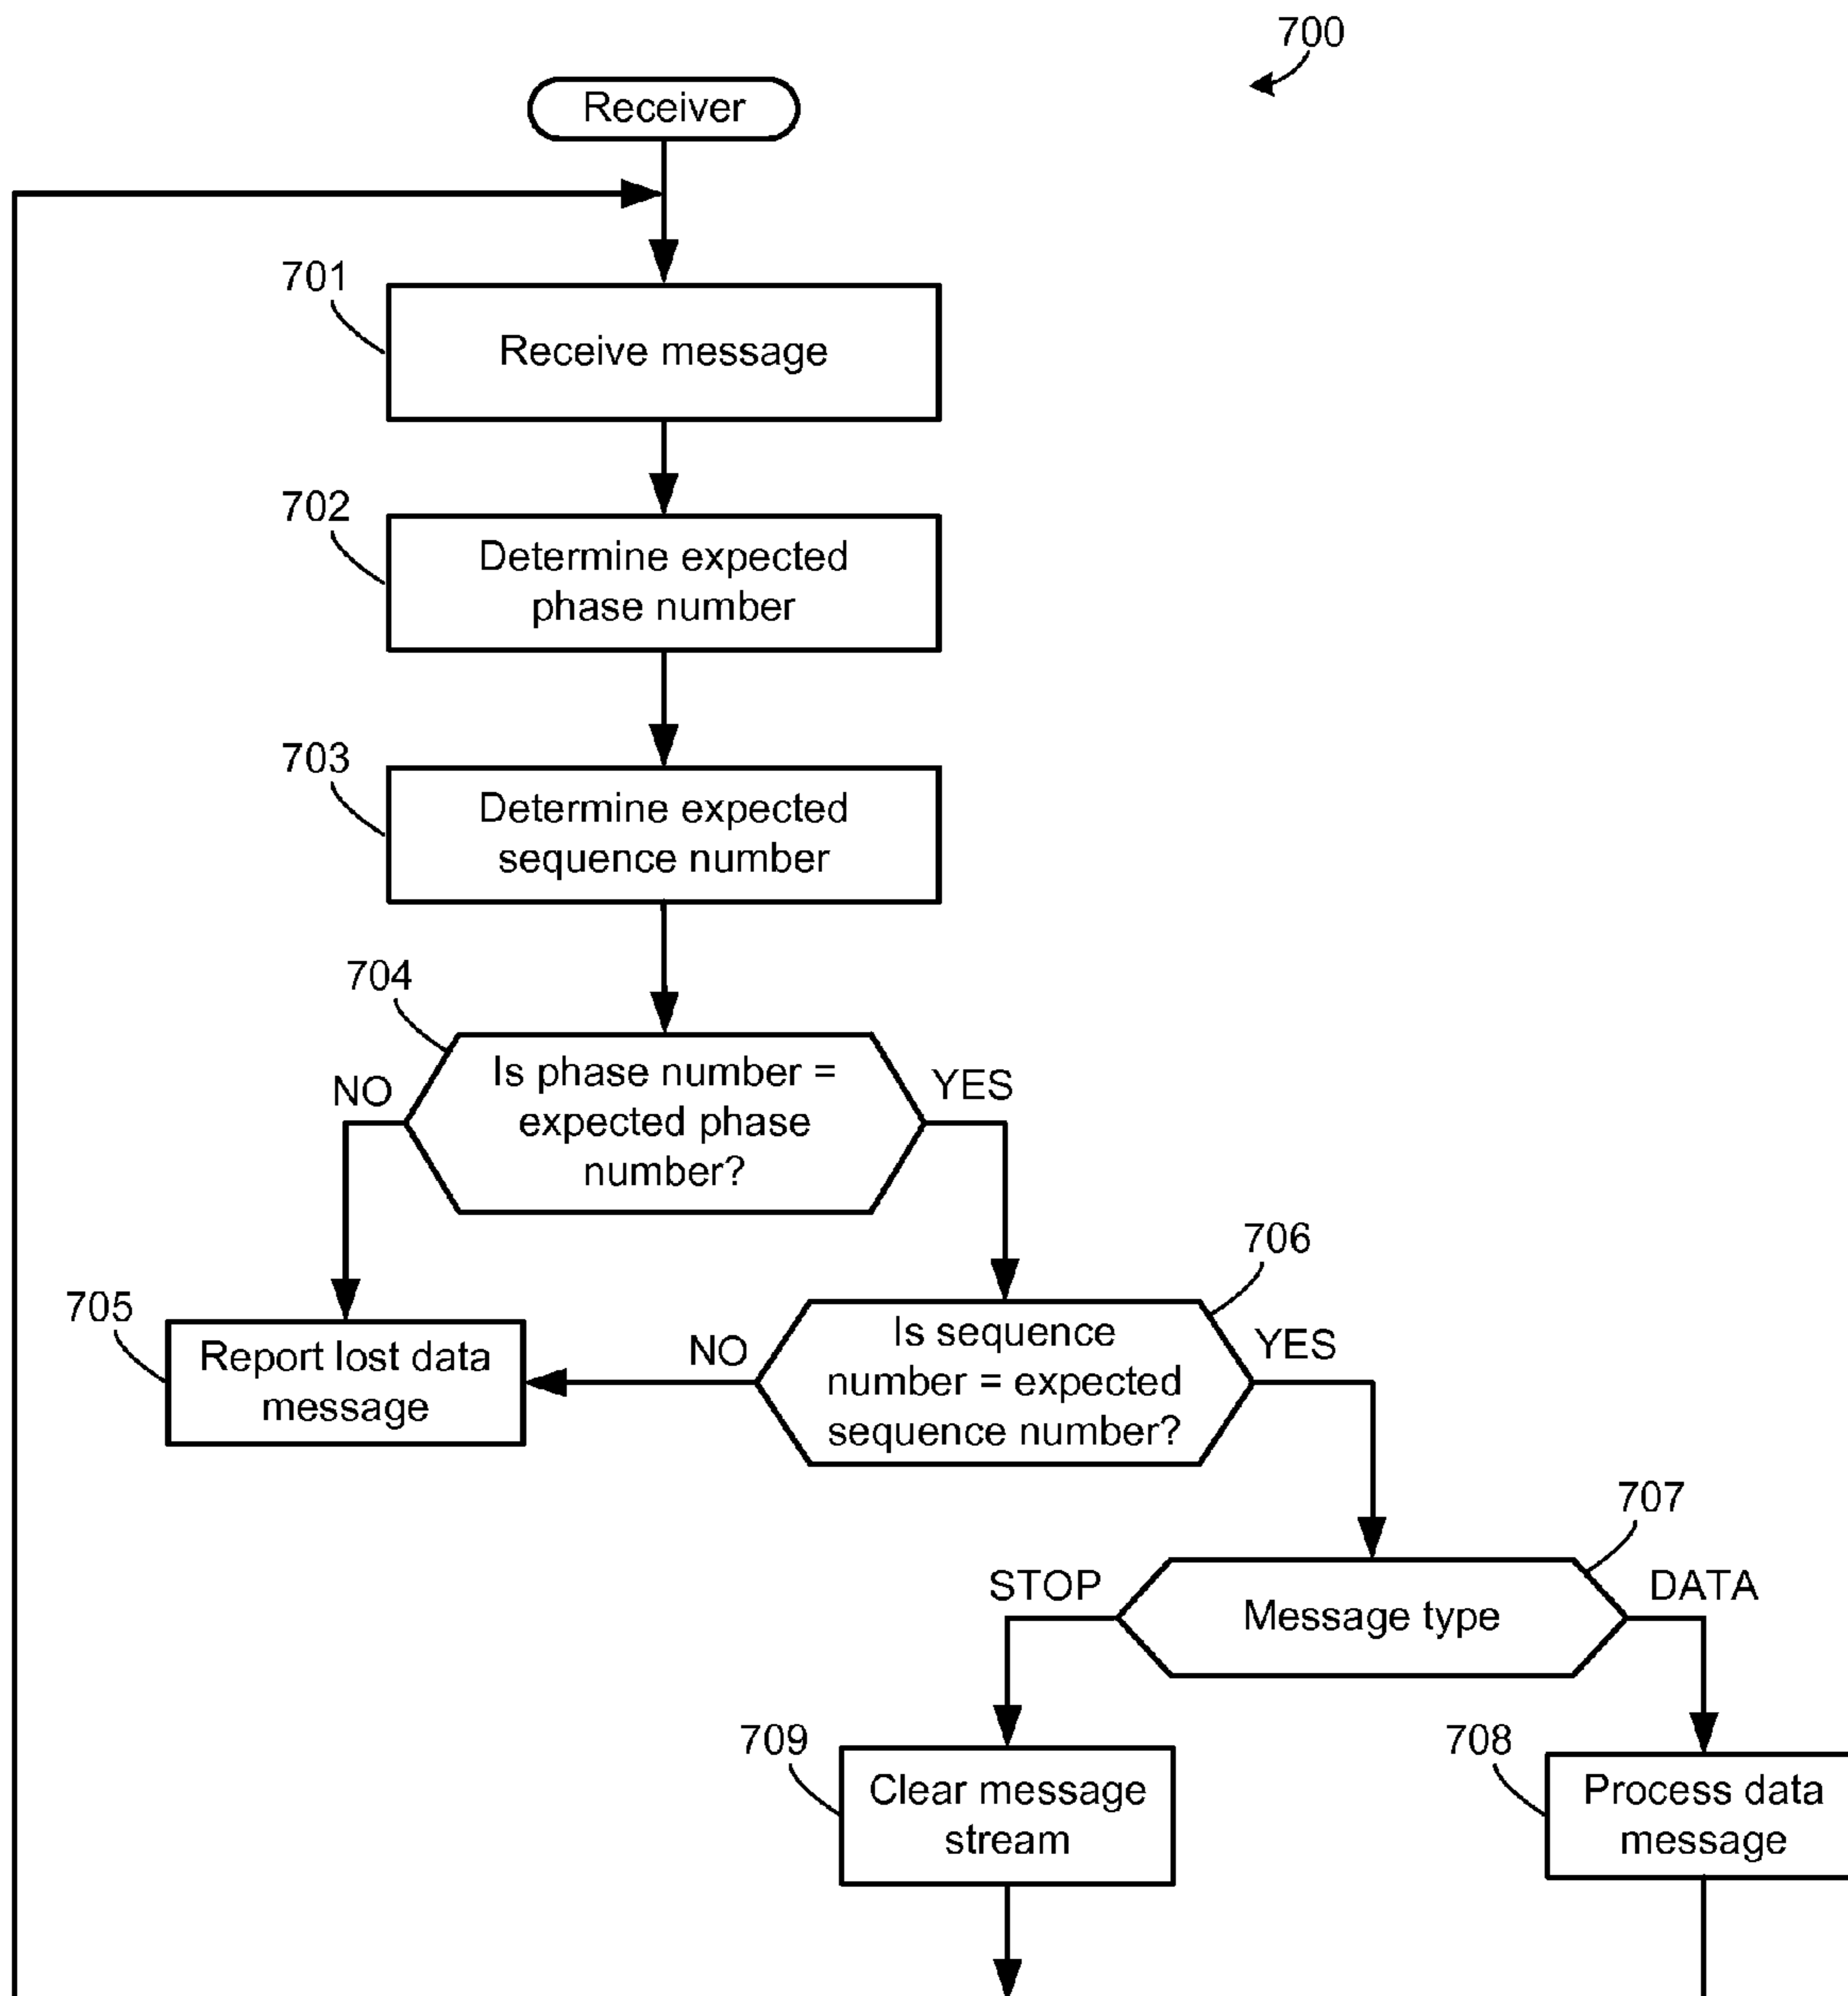 700
Receiver
701
Receive message
702
Determine expected
phase number
703
Determine expected
sequence number
704
NO
Is phase number =
expected phase
number?
YES
705
Report lost data
message
706
NO
Is sequence
number = expected
sequence number?
YES
707
STOP
Message type
DATA
709
Clear message
stream
708
Process data
message